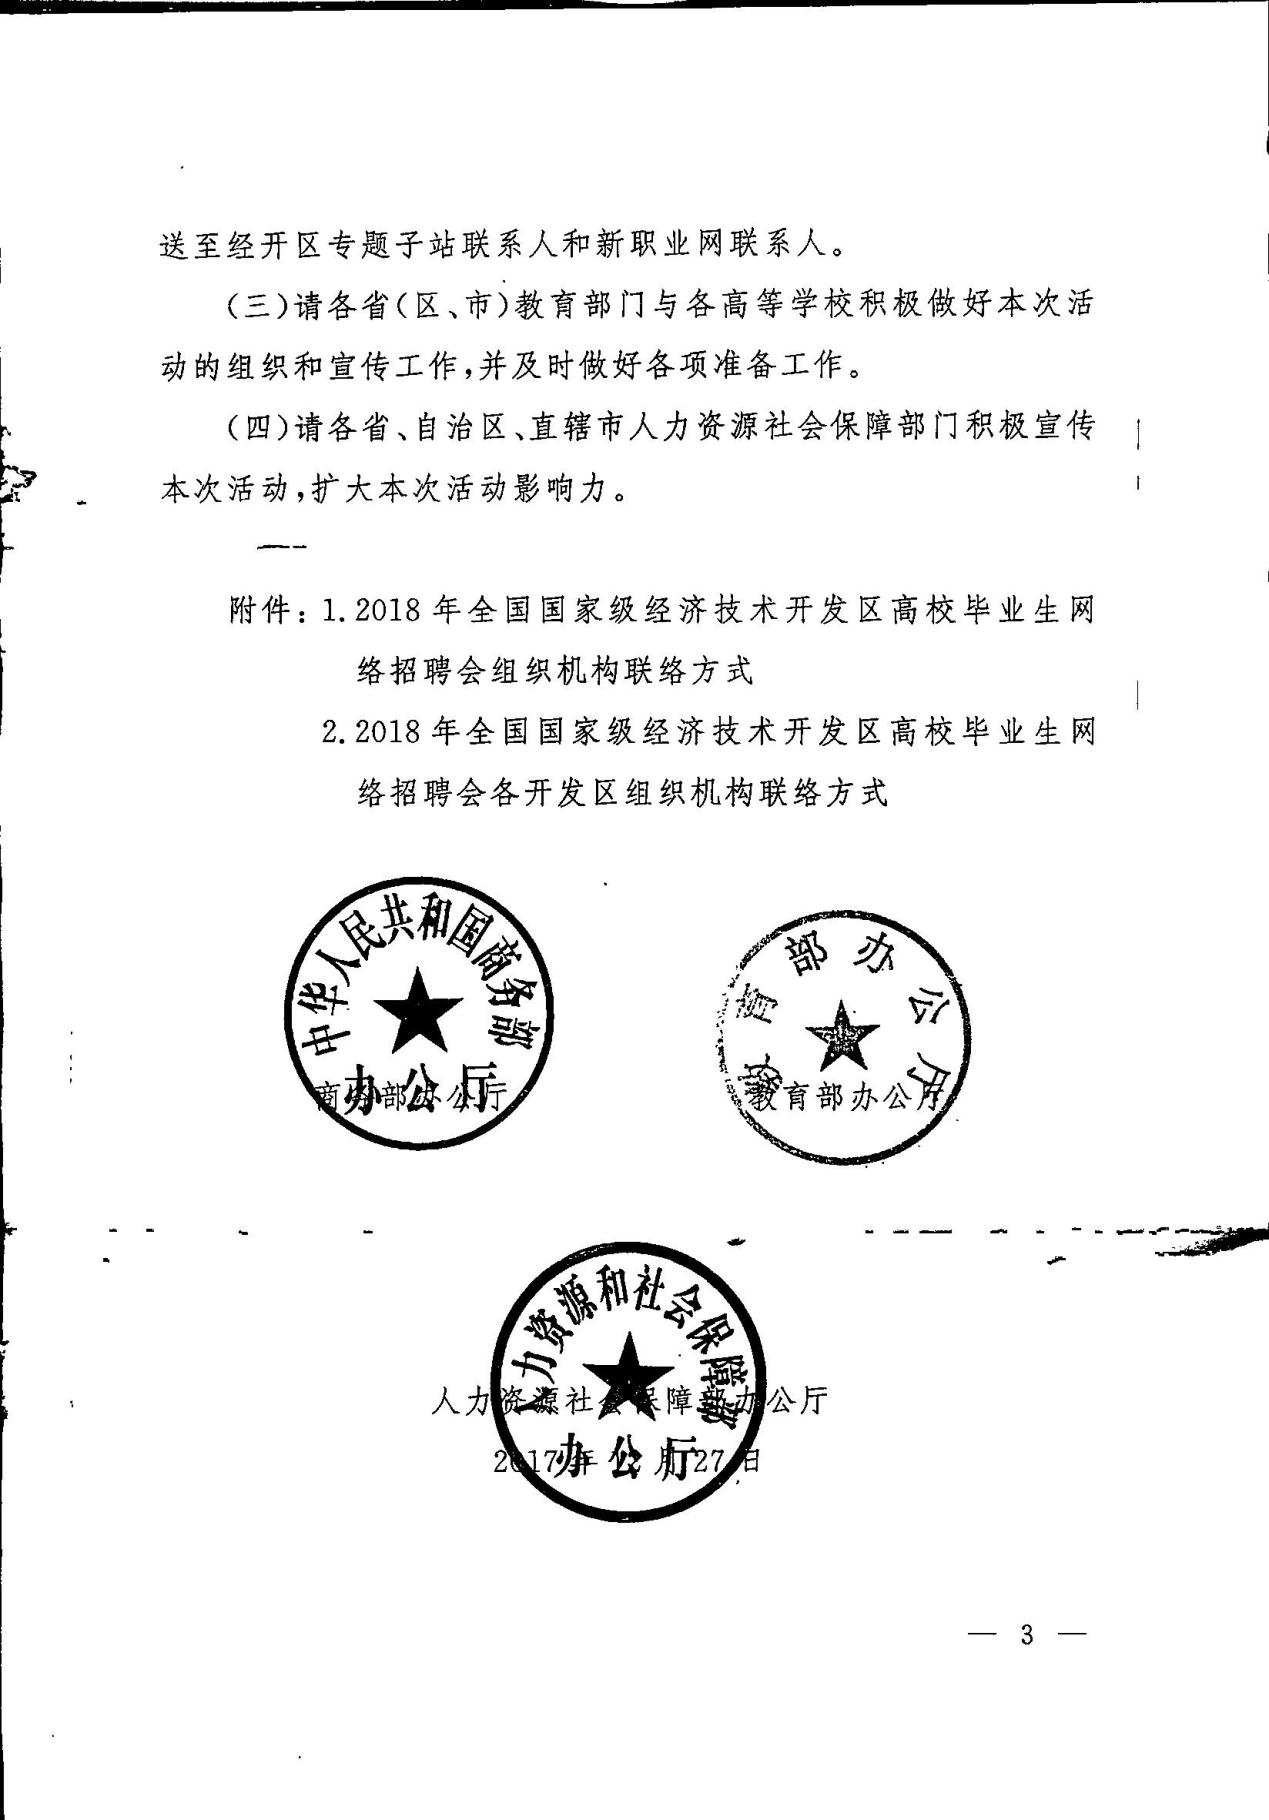 送至经开区专题子站联系人和新职业网联系人。
(三)请各省(区、市)教育部门与各高等学校积极做好本次活
动的组织和宣传工作,并及时做好各项准备工作。
(四)请各省、自治区、直辖市人力资源社会保障部门积极宣传
本次活动,扩大本次活动影响力。
附件: 1. 2018 年全国国家级经济技术开发区高校毕业生网
络招聘会组织机构联络方式
2. 2018 年全国国家级经济技术开发区高校毕业生网
络招聘会各开发区组织机构联络方式
中华人民共和国商务部
办公厅
商务部办公厅
教育部办公厅
教育部办公厅
人力资源和社会保障部
办公厅
人力资源社会保障部办公厅
2017 年 12 月 27 日
— 3 —